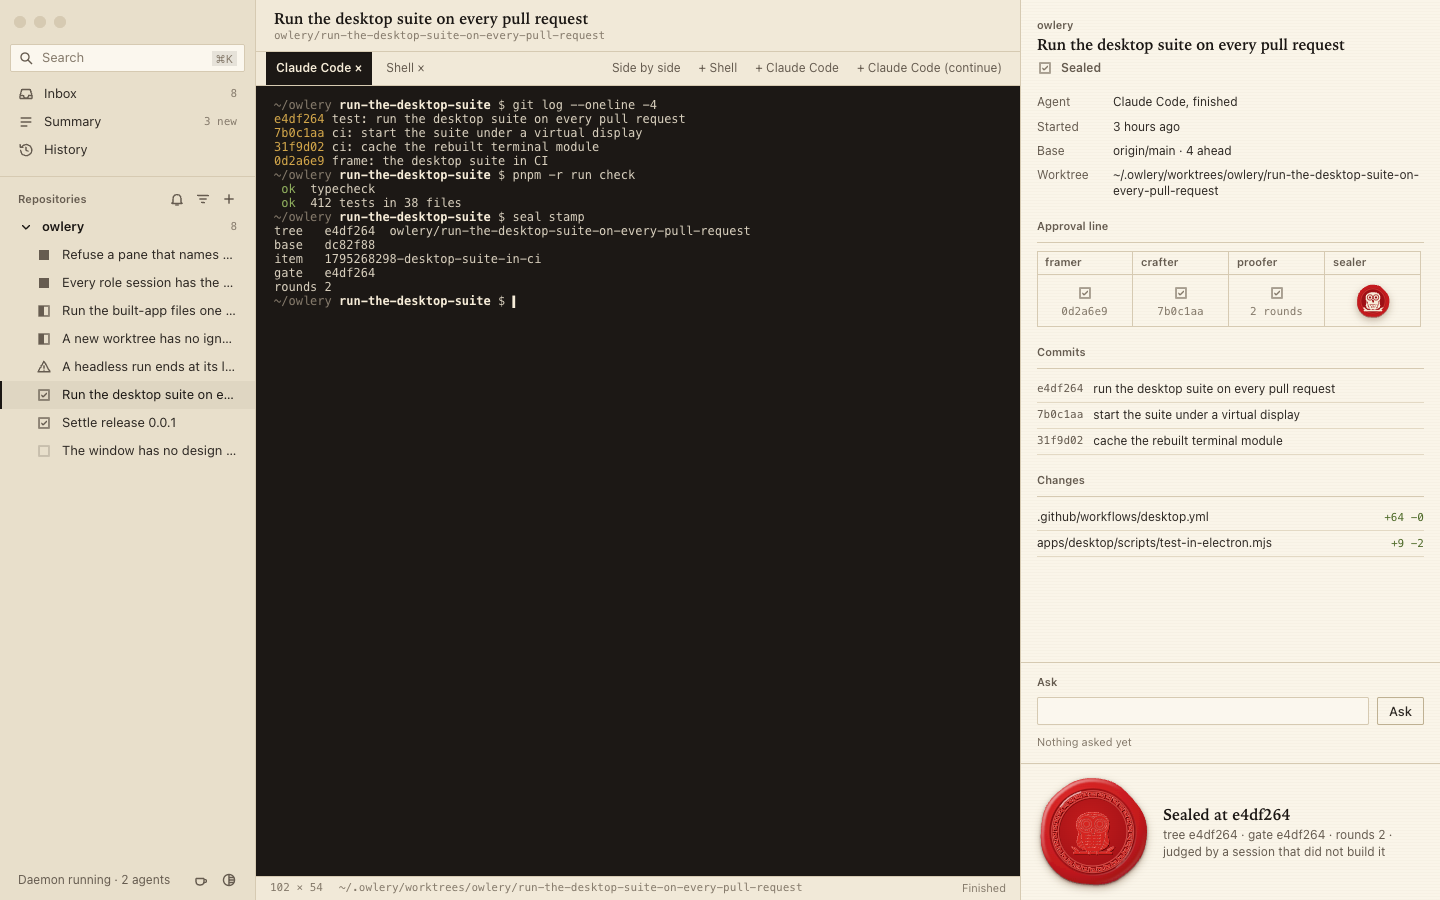 Search ⌘K
Inbox 8
Summary 3 new
History
Repositories
owlery 8
Refuse a pane that names ...
Every role session has the ...
Run the built-app files one ...
A new worktree has no ign...
A headless run ends at its l...
Run the desktop suite on e...
Settle release 0.0.1
The window has no design ...
Daemon running · 2 agents
Run the desktop suite on every pull request
owlery/run-the-desktop-suite-on-every-pull-request
Claude Code × Shell × Side by side + Shell + Claude Code + Claude Code (continue)
~/owlery run-the-desktop-suite $ git log --oneline -4
e4df264 test: run the desktop suite on every pull request
7b0c1aa ci: start the suite under a virtual display
31f9d02 ci: cache the rebuilt terminal module
0d2a6e9 frame: the desktop suite in CI
~/owlery run-the-desktop-suite $ pnpm -r run check
ok typecheck
ok 412 tests in 38 files
~/owlery run-the-desktop-suite $ seal stamp
tree e4df264 owlery/run-the-desktop-suite-on-every-pull-request
base dc82f88
item 1795268298-desktop-suite-in-ci
gate e4df264
rounds 2
~/owlery run-the-desktop-suite $
102 × 54 ~/.owlery/worktrees/owlery/run-the-desktop-suite-on-every-pull-request Finished
owlery
Run the desktop suite on every pull request
Sealed
Agent Claude Code, finished
Started 3 hours ago
Base origin/main · 4 ahead
Worktree ~/.owlery/worktrees/owlery/run-the-desktop-suite-on-
every-pull-request
Approval line
framer crafter proofer sealer
0d2a6e9 7b0c1aa 2 rounds
Commits
e4df264 run the desktop suite on every pull request
7b0c1aa start the suite under a virtual display
31f9d02 cache the rebuilt terminal module
Changes
.github/workflows/desktop.yml +64 −0
apps/desktop/scripts/test-in-electron.mjs +9 −2
Ask
Ask
Nothing asked yet
Sealed at e4df264
tree e4df264 · gate e4df264 · rounds 2 ·
judged by a session that did not build it